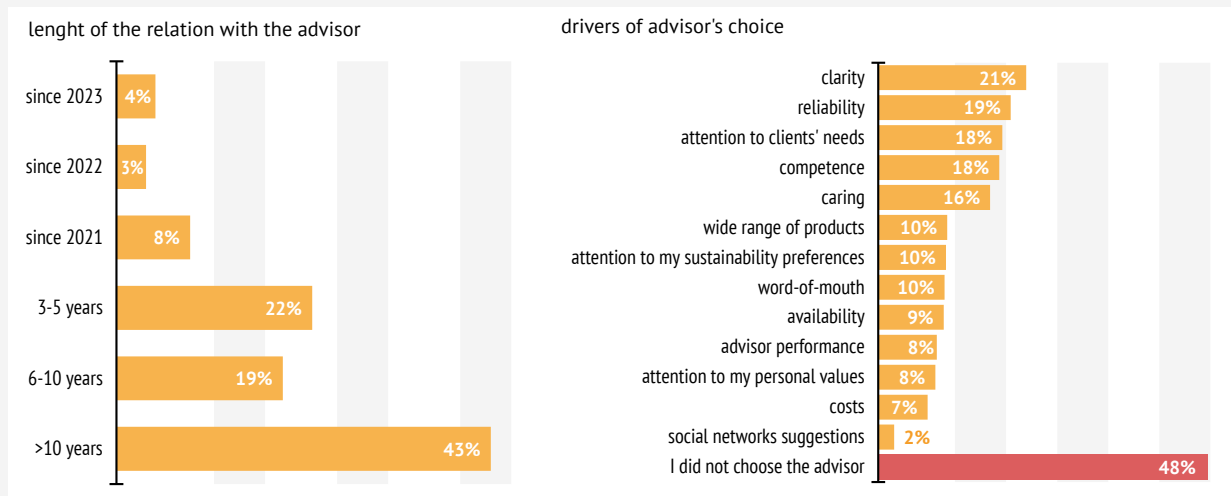 lenght of the relation with the advisor
since 2023 4%
since 2022 3%
since 2021 8%
3-5 years 22%
6-10 years 19%
>10 years 43%
drivers of advisor's choice
clarity 21%
reliability 19%
attention to clients' needs 18%
competence 18%
caring 16%
wide range of products 10%
attention to my sustainability preferences 10%
word-of-mouth 10%
availability 9%
advisor performance 8%
attention to my personal values 8%
costs 7%
social networks suggestions 2%
I did not choose the advisor 48%